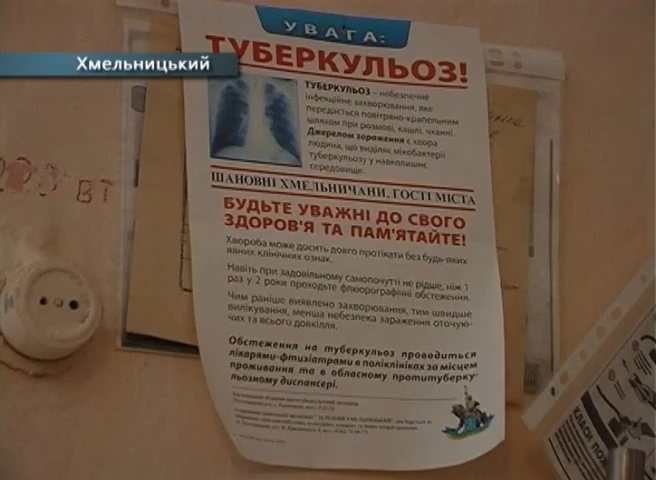 Хмельницький
УВАГА:
ТУБЕРКУЛЬОЗ!
ТУБЕРКУЛЬОЗ – небезпечне
інфекційне захворювання, яке
передається повітряно-крапельним
шляхом при розмові, кашлі, чханні.
Джерелом зараження є хвора
людина, що виділяє мікобактерії
туберкульозу у навколишнє
середовище.
ШАНОВНІ ХМЕЛЬНИЧАНИ, ГОСТІ МІСТА
БУДЬТЕ УВАЖНІ ДО СВОГО
ЗДОРОВ'Я ТА ПАМ'ЯТАЙТЕ!
Хвороба може досить довго протікати без будь-яких
явних клінічних ознак.
Навіть при задовільному самопочутті не рідше, ніж 1
раз у 2 роки проходьте флюорографічні обстеження.
Чим раніше виявлено захворювання, тим швидше
вилікування, менша небезпека зараження оточую-
чих та всього довкілля.
Обстеження на туберкульоз проводиться
лікарями-фтизіатрами в поліклініках за місцем
проживання та в обласному протитуберку-
льозному диспансері.
ВТ
КЛАСИ